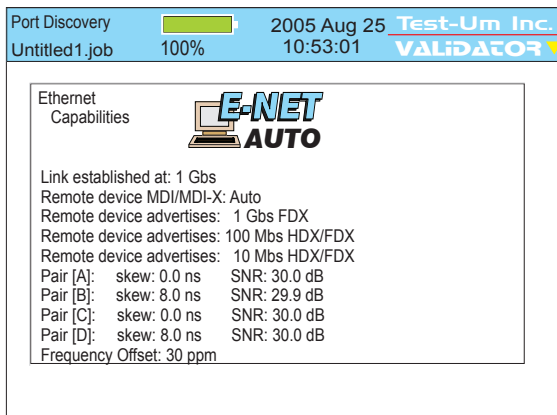 Port Discovery
2005 Aug 25
Test-Um Inc.
Untitled1.job
100%
10:53:01
VALIDATOR
Ethernet
Capabilities
E-NET
AUTO
Link established at: 1 Gbs
Remote device MDI/MDI-X: Auto
Remote device advertises: 1 Gbs FDX
Remote device advertises: 100 Mbs HDX/FDX
Remote device advertises: 10 Mbs HDX/FDX
Pair [A]: skew: 0.0 ns SNR: 30.0 dB
Pair [B]: skew: 8.0 ns SNR: 29.9 dB
Pair [C]: skew: 0.0 ns SNR: 30.0 dB
Pair [D]: skew: 8.0 ns SNR: 30.0 dB
Frequency Offset: 30 ppm